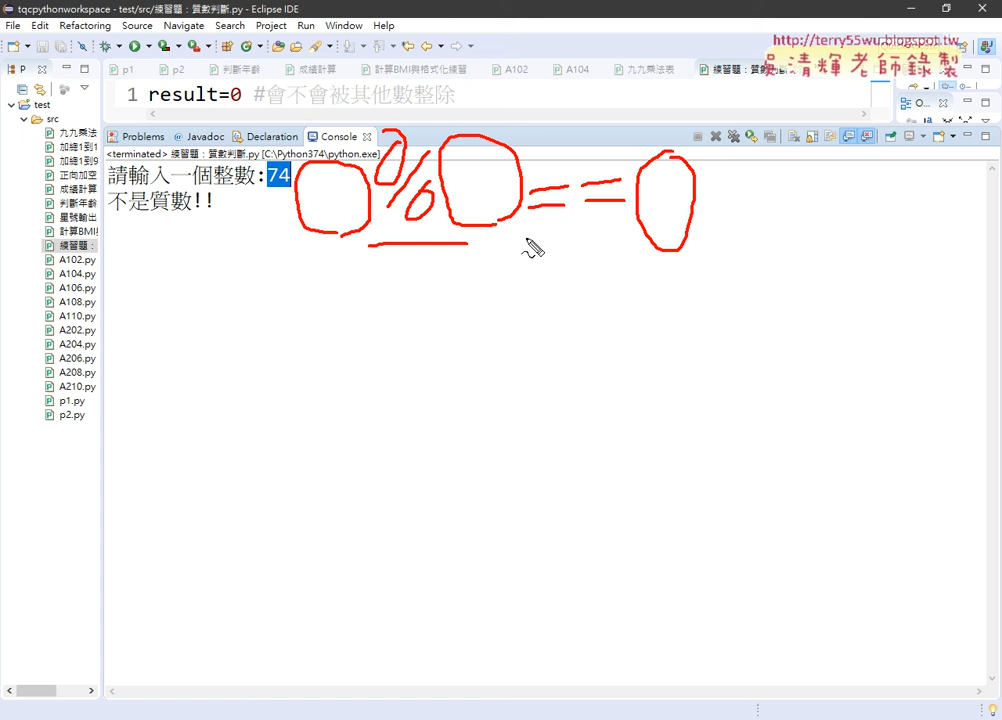 tqcpythonworkspace - test/src/練習題：質數判斷.py - Eclipse IDE
File Edit Source Refactoring Navigate Search Project Run Window Help
http://terry55wu.blogspot.tw
吳清輝老師錄製
P
p1 p2 判斷年齡 成績計算 計算BMI與格式化練習 A102 A104 九九乘法表 練習題：質數
1 result=0 #會不會被其他數整除
O...
test
src
九九乘法
加總1到1
加總1到9
正向加空
成績計算
判斷年齡
星號輸出
計算BMI
練習題：
A102.py
A104.py
A106.py
A108.py
A110.py
A202.py
A204.py
A206.py
A208.py
A210.py
p1.py
p2.py
Problems Javadoc Declaration Console
<terminated> 練習題：質數判斷.py [C:\Python374\python.exe]
請輸入一個整數:74
不是質數!!
% == 0